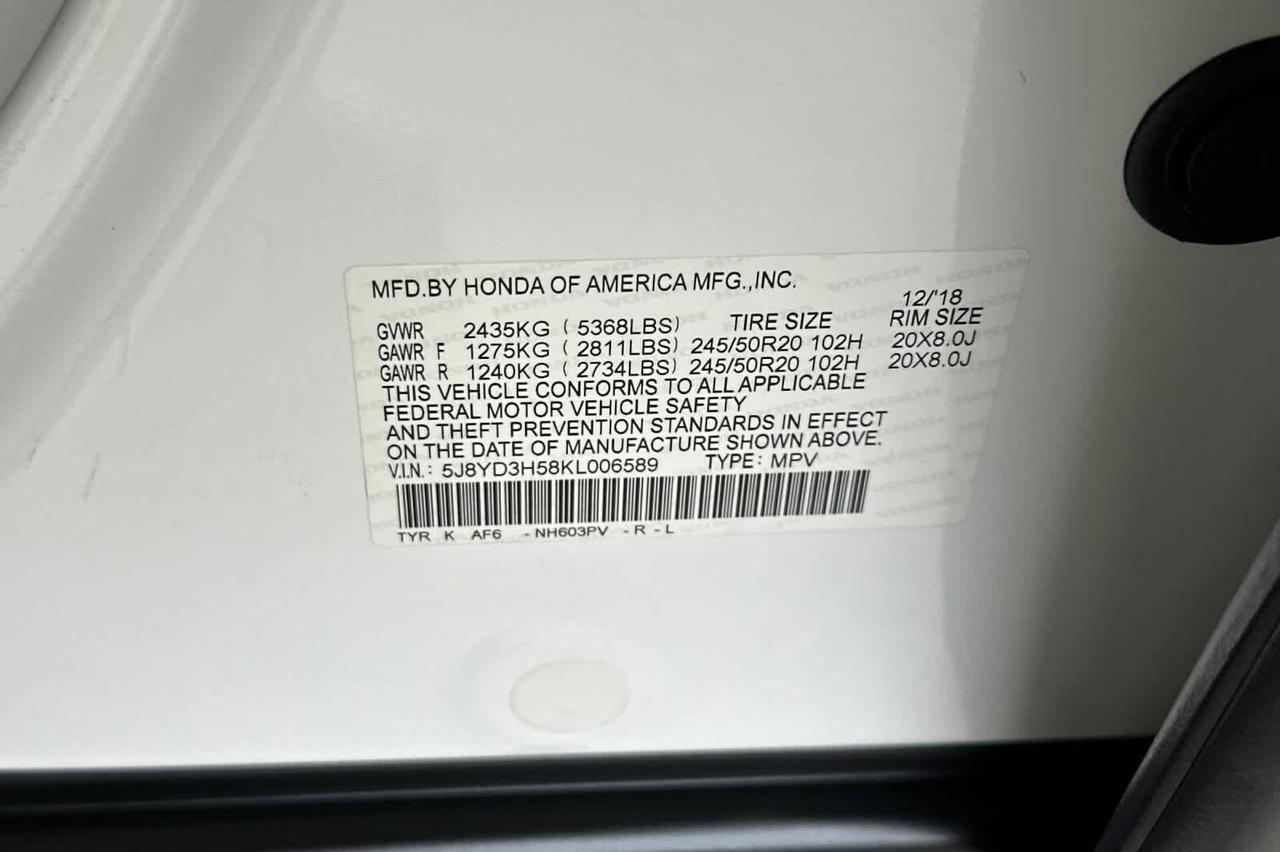 MFD.BY HONDA OF AMERICA MFG.,INC.
12/'18
GVWR 2435KG ( 5368LBS) TIRE SIZE RIM SIZE
GAWR F 1275KG ( 2811LBS) 245/50R20 102H 20X8.0J
GAWR R 1240KG ( 2734LBS) 245/50R20 102H 20X8.0J
THIS VEHICLE CONFORMS TO ALL APPLICABLE
FEDERAL MOTOR VEHICLE SAFETY
AND THEFT PREVENTION STANDARDS IN EFFECT
ON THE DATE OF MANUFACTURE SHOWN ABOVE.
V.I.N.: 5J8YD3H58KL006589 TYPE: MPV
TYR K AF6 -NH603PV -R-L